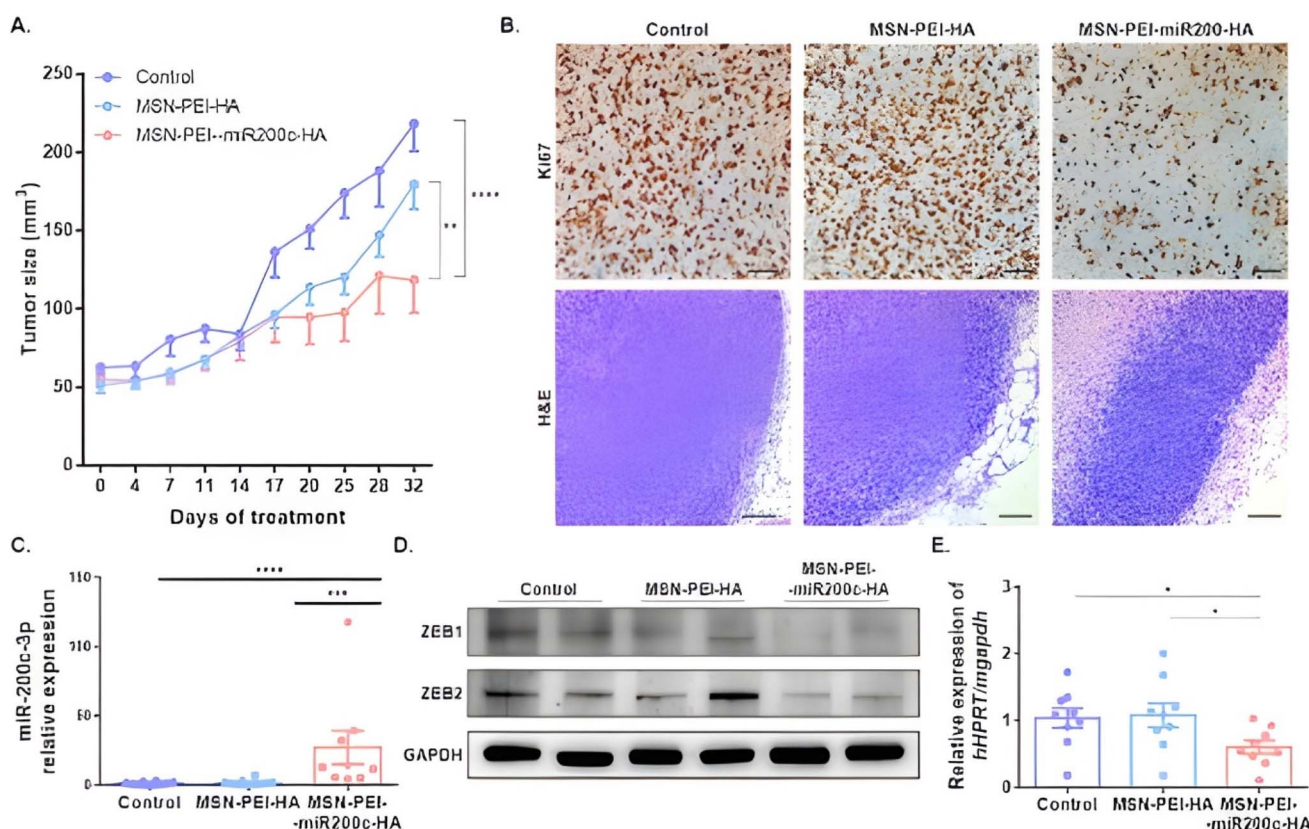 A.
Control
MSN-PEI-HA
MSN-PEI--miR200c-HA
250
200
150
100
50
0
Tumor size (mm³)
0 4 7 11 14 17 20 25 28 32
Days of treatment
**
****
B.
Control MSN-PEI-HA MSN-PEI-miR200-HA
Ki67
H&E
C.
miR-200c-3p
relative expression
0
****
***
Control MSN-PEI-HA MSN-PEI-
-miR200c-HA
D.
Control MSN-PEI-HA MSN-PEI-
-miR200c-HA
ZEB1
ZEB2
GAPDH
E.
Relative expression of
hHPRT/mgapdh
3
2
1
0
*
*
Control MSN-PEI-HA MSN-PEI-
-miR200c-HA